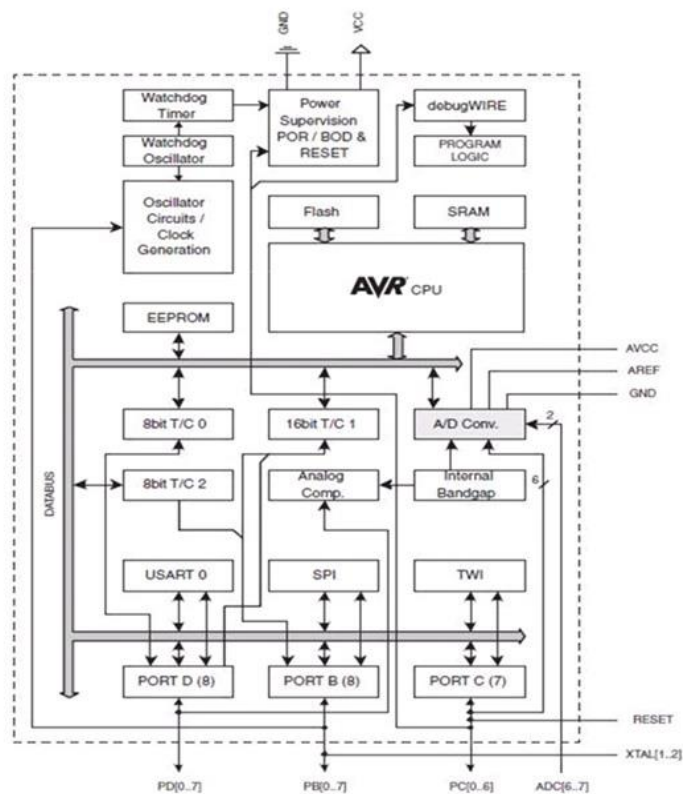 GND
VCC
Watchdog
Timer
Power
Supervision
POR / BOD &
RESET
debugWIRE
Watchdog
Oscillator
PROGRAM
LOGIC
Oscillator
Circuits /
Clock
Generation
Flash
SRAM
AVR CPU
EEPROM
AVCC
AREF
GND
8bit T/C 0
16bit T/C 1
A/D Conv.
2
DATABUS
8bit T/C 2
Analog
Comp.
Internal
Bandgap
6
USART 0
SPI
TWI
PORT D (8)
PORT B (8)
PORT C (7)
RESET
XTAL[1..2]
PD[0..7]
PB[0..7]
PC[0..6]
ADC[6..7]